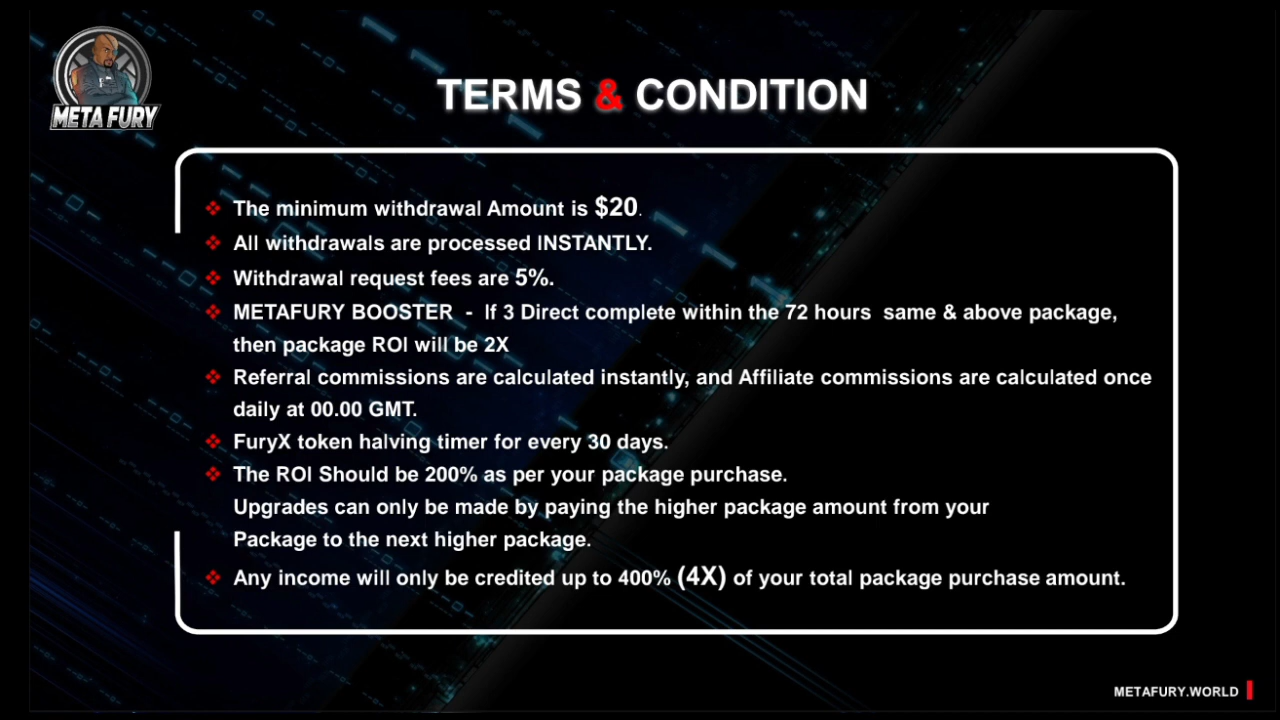 META FURY
TERMS & CONDITION
❖ The minimum withdrawal Amount is $20.
❖ All withdrawals are processed INSTANTLY.
❖ Withdrawal request fees are 5%.
❖ METAFURY BOOSTER - If 3 Direct complete within the 72 hours same & above package,
then package ROI will be 2X
❖ Referral commissions are calculated instantly, and Affiliate commissions are calculated once
daily at 00.00 GMT.
❖ FuryX token halving timer for every 30 days.
❖ The ROI Should be 200% as per your package purchase.
Upgrades can only be made by paying the higher package amount from your
Package to the next higher package.
❖ Any income will only be credited up to 400% (4X) of your total package purchase amount.
METAFURY.WORLD